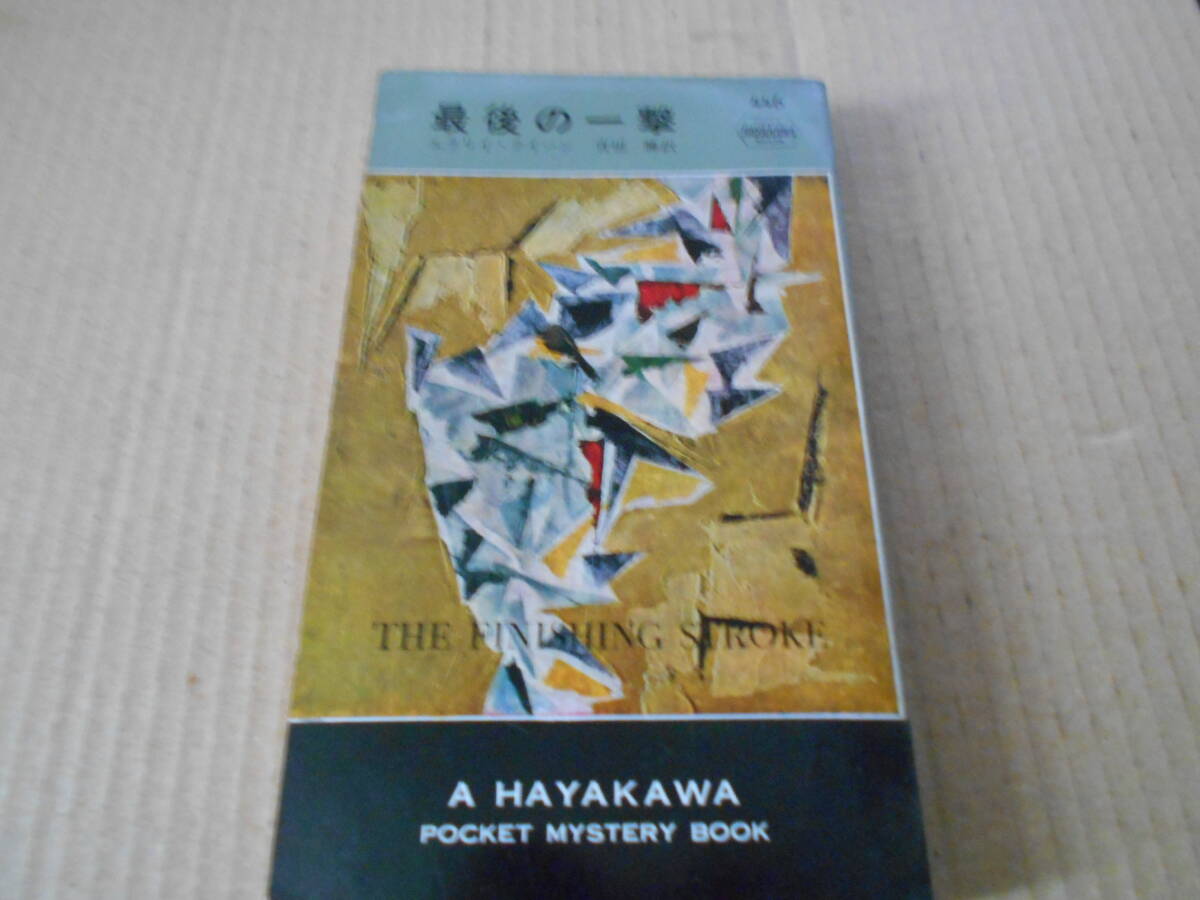 最後の一撃
THE FINISHING STROKE
A HAYAKAWA
POCKET MYSTERY BOOK